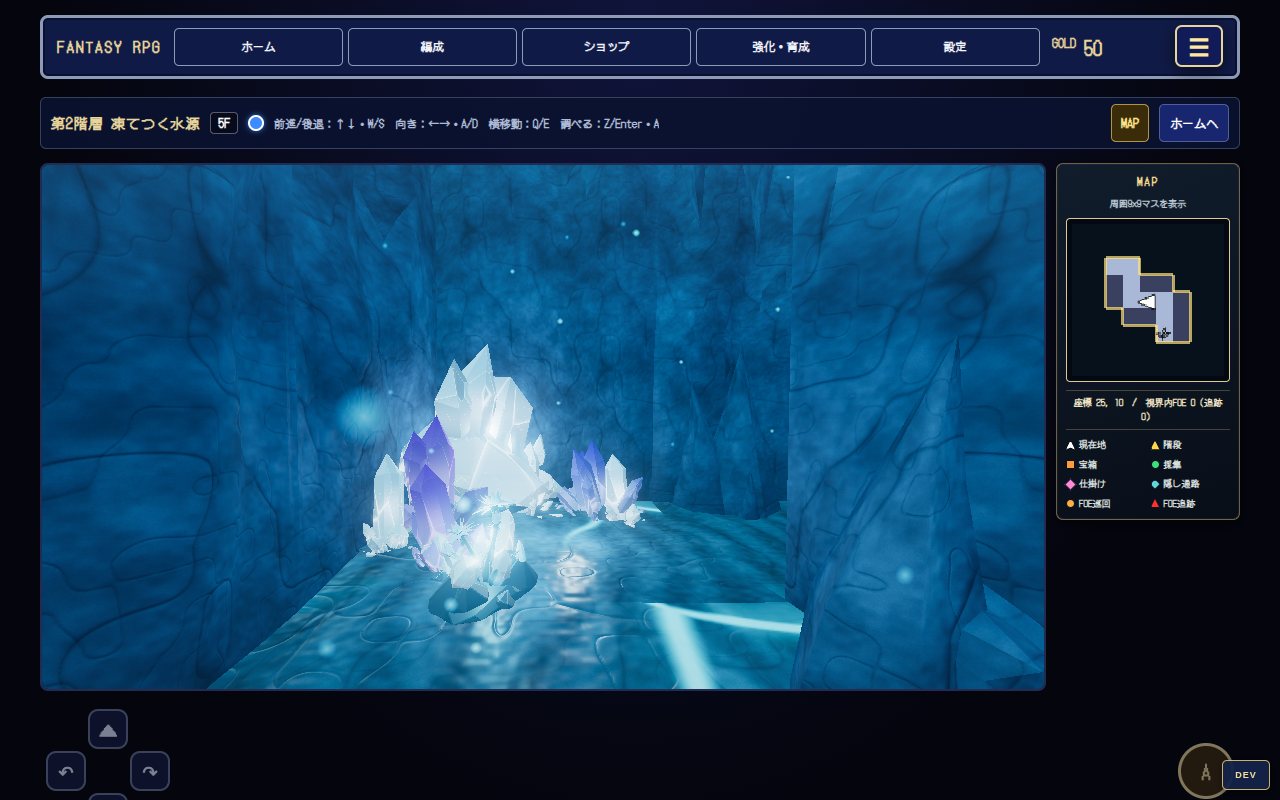 FANTASY RPG
ホーム
編成
ショップ
強化・育成
設定
GOLD 50
第2階層 凍てつく水源
5F
前進/後退：↑↓・W/S 向き：←→・A/D 横移動：Q/E 調べる：Z/Enter・A
MAP
ホームへ
MAP
周囲9x9マスを表示
座標 25, 10 / 視界内FOE 0 (追跡
0)
現在地
階段
宝箱
採集
仕掛け
隠し通路
FOE巡回
FOE追跡
A
DEV